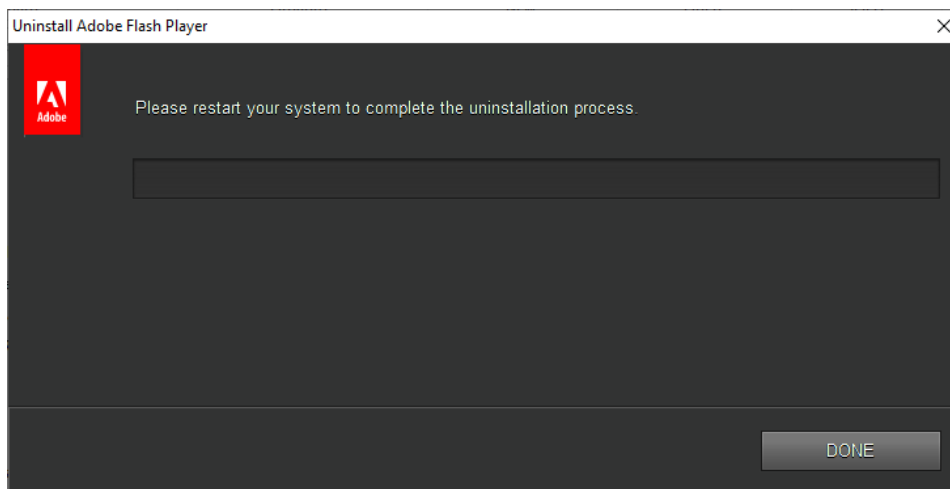 Uninstall Adobe Flash Player
Adobe
Please restart your system to complete the uninstallation process.
DONE